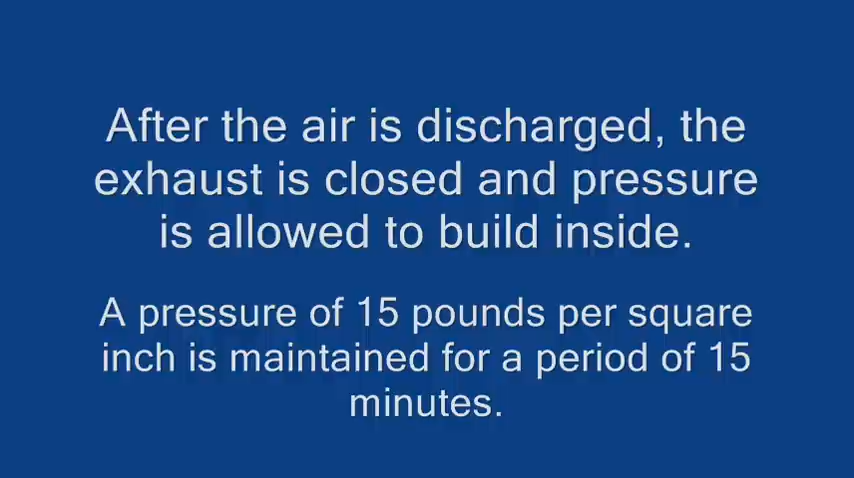 After the air is discharged, the
exhaust is closed and pressure
is allowed to build inside.
A pressure of 15 pounds per square
inch is maintained for a period of 15
minutes.